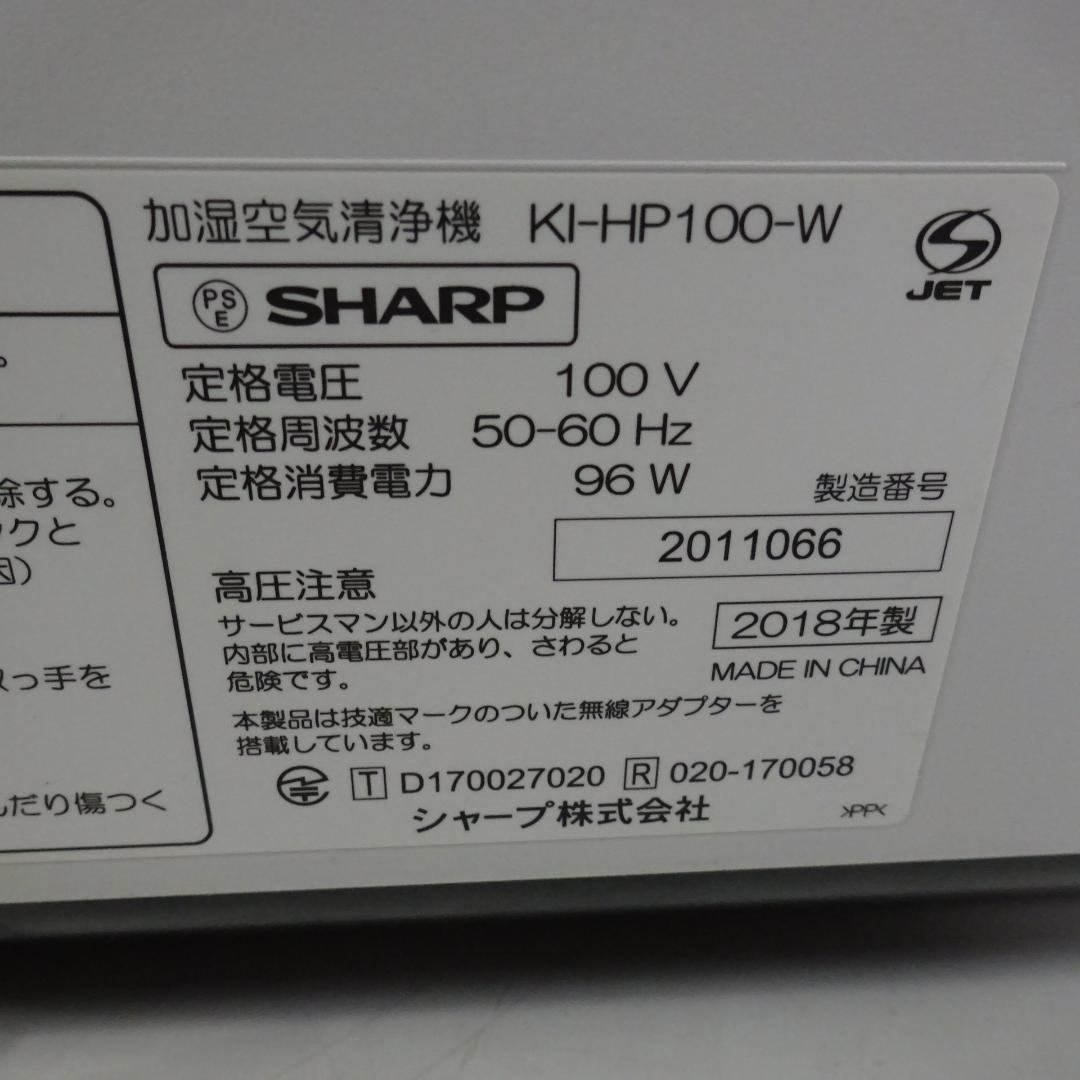 加湿空気清浄機 KI-HP100-W
JET
PSE SHARP
定格電圧 100 V
定格周波数 50-60 Hz
定格消費電力 96 W
製造番号
2011066
高圧注意
サービスマン以外の人は分解しない。
内部に高電圧部があり、さわると
危険です。
2018年製
MADE IN CHINA
本製品は技適マークのついた無線アダプターを
搭載しています。
T D170027020 R 020-170058
シャープ株式会社
>PP<
。
除する。
ックと
因)
っ手を
だり傷つく